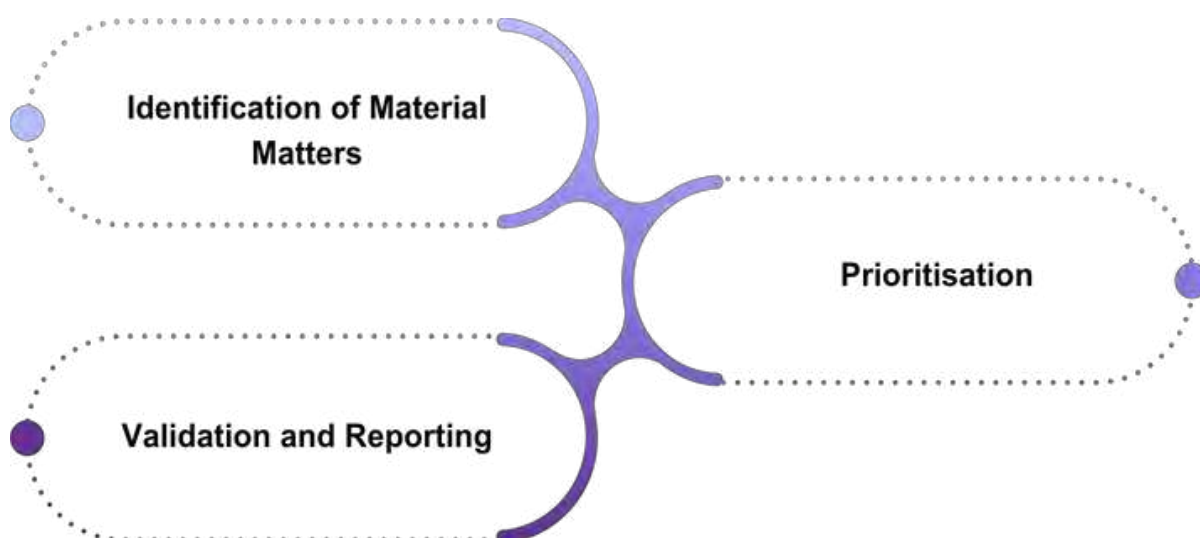 Identification of Material
Matters
Prioritisation
Validation and Reporting